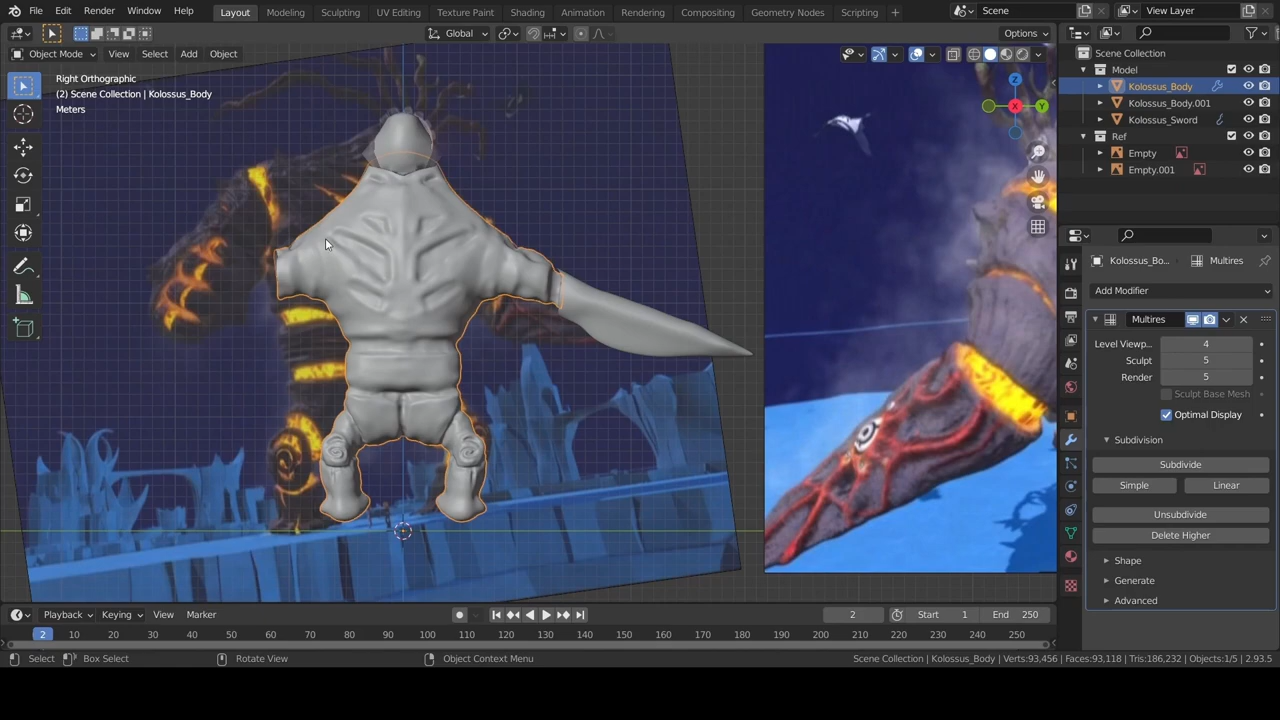 File Edit Render Window Help Layout Modeling Sculpting UV Editing Texture Paint Shading Animation Rendering Compositing Geometry Nodes Scripting + Scene View Layer
Global Options
Object Mode View Select Add Object
Right Orthographic
(2) Scene Collection | Kolossus_Body
Meters
Z
X
Y
Scene Collection
Model
Kolossus_Body
Kolossus_Body.001
Kolossus_Sword
Ref
Empty
Empty.001
Kolossus_Bo... Multires
Add Modifier
Multires
Level Viewp... 4
Sculpt 5
Render 5
Sculpt Base Mesh
Optimal Display
Subdivision
Subdivide
Simple Linear
Unsubdivide
Delete Higher
Shape
Generate
Advanced
Playback Keying View Marker 2 Start 1 End 250
2 10 20 30 40 50 60 70 80 90 100 110 120 130 140 150 160 170 180 190 200 210 220 230 240 250
Select Box Select Rotate View Object Context Menu Scene Collection | Kolossus_Body | Verts:93,456 | Faces:93,118 | Tris:186,232 | Objects:1/5 | 2.93.5